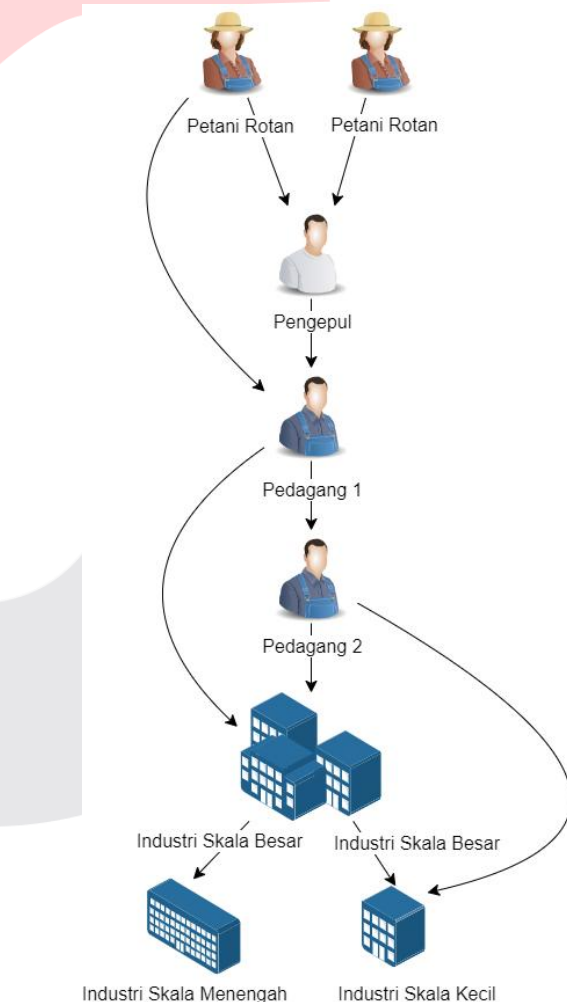 Petani Rotan
Petani Rotan
Pengepul
Pedagang 1
Pedagang 2
Industri Skala Besar
Industri Skala Besar
Industri Skala Menengah
Industri Skala Kecil